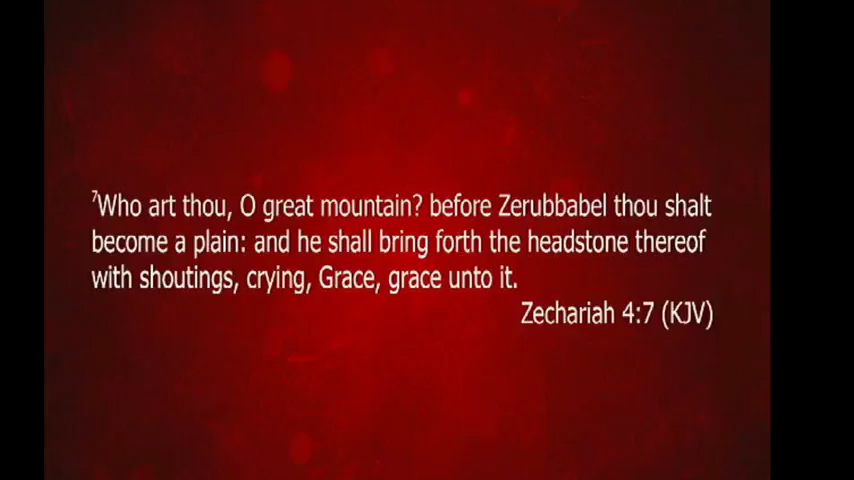 7Who art thou, O great mountain? before Zerubbabel thou shalt
become a plain: and he shall bring forth the headstone thereof
with shoutings, crying, Grace, grace unto it.
Zechariah 4:7 (KJV)